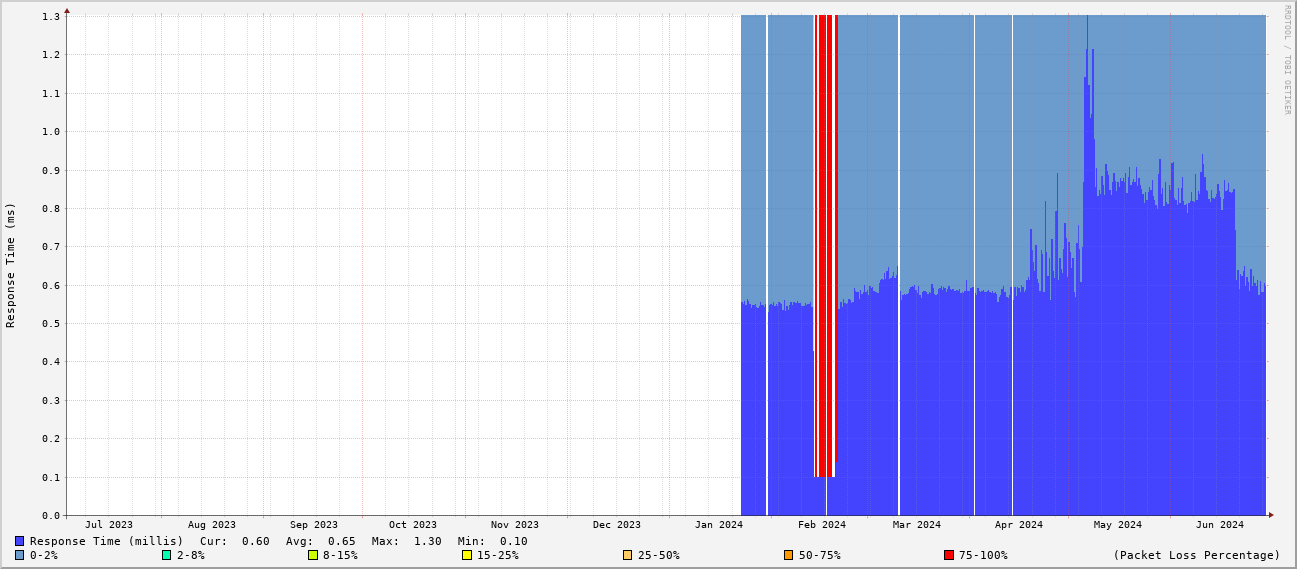 RRDTOOL / TOBI OETIKER
Response Time (ms)
1.3
1.2
1.1
1.0
0.9
0.8
0.7
0.6
0.5
0.4
0.3
0.2
0.1
0.0
Jul 2023 Aug 2023 Sep 2023 Oct 2023 Nov 2023 Dec 2023 Jan 2024 Feb 2024 Mar 2024 Apr 2024 May 2024 Jun 2024
Response Time (millis) Cur: 0.60 Avg: 0.65 Max: 1.30 Min: 0.10
0-2% 2-8% 8-15% 15-25% 25-50% 50-75% 75-100% (Packet Loss Percentage)